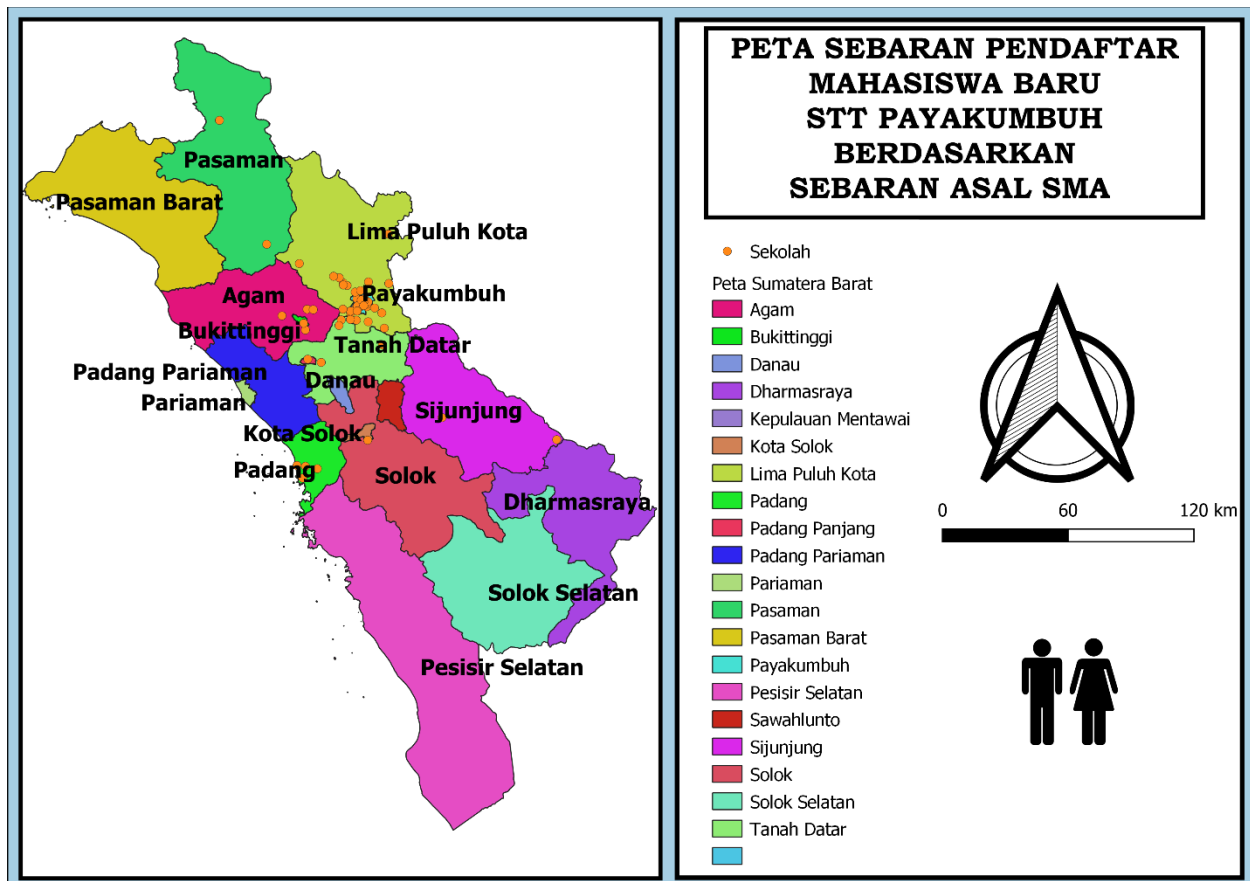 PETA SEBARAN PENDAFTAR
MAHASISWA BARU
STT PAYAKUMBUH
BERDASARKAN
SEBARAN ASAL SMA
Pasaman
Pasaman Barat
Lima Puluh Kota
Agam
Payakumbuh
Bukittinggi
Tanah Datar
Padang Pariaman
Danau
Pariaman
Sijunjung
Kota Solok
Padang
Solok
Dharmasraya
Solok Selatan
Pesisir Selatan
Sekolah
Peta Sumatera Barat
Agam
Bukittinggi
Danau
Dharmasraya
Kepulauan Mentawai
Kota Solok
Lima Puluh Kota
Padang
Padang Panjang
Padang Pariaman
Pariaman
Pasaman
Pasaman Barat
Payakumbuh
Pesisir Selatan
Sawahlunto
Sijunjung
Solok
Solok Selatan
Tanah Datar
0 60 120 km